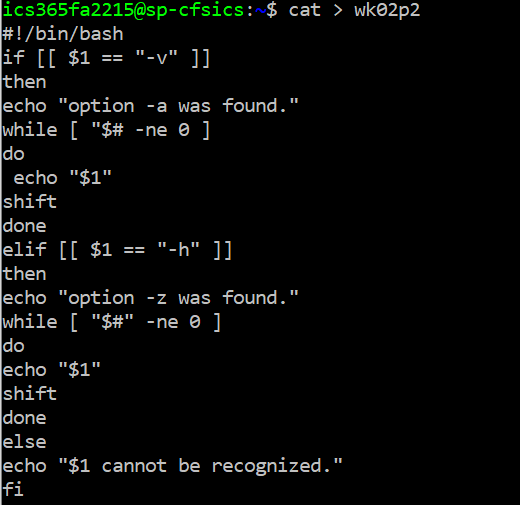 ics365fa2215@sp-cfsics:~$ cat > wk02p2
#!/bin/bash
if [[ $1 == "-v" ]]
then
echo "option -a was found."
while [ "$# -ne 0 ]
do
 echo "$1"
shift
done
elif [[ $1 == "-h" ]]
then
echo "option -z was found."
while [ "$#" -ne 0 ]
do
echo "$1"
shift
done
else
echo "$1 cannot be recognized."
fi